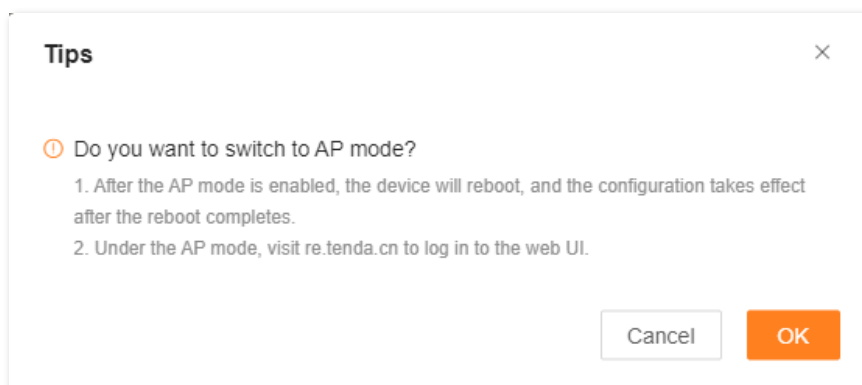 Tips
Do you want to switch to AP mode?
1. After the AP mode is enabled, the device will reboot, and the configuration takes effect
after the reboot completes.
2. Under the AP mode, visit re.tenda.cn to log in to the web UI.
Cancel
OK